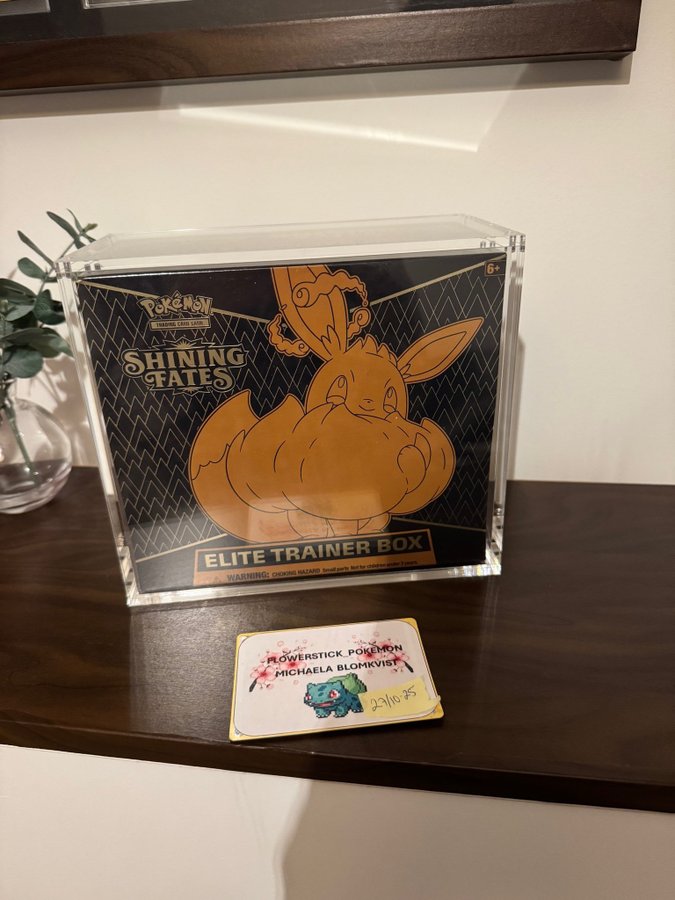 6+
POKéMON
TRADING CARD GAME
SHINING
FATES
ELITE TRAINER BOX
WARNING: CHOKING HAZARD Small parts Not for children under 3 years.
FLOWERSTICK_POKEMON
MICHAELA BLOMKVIST
27/10-25